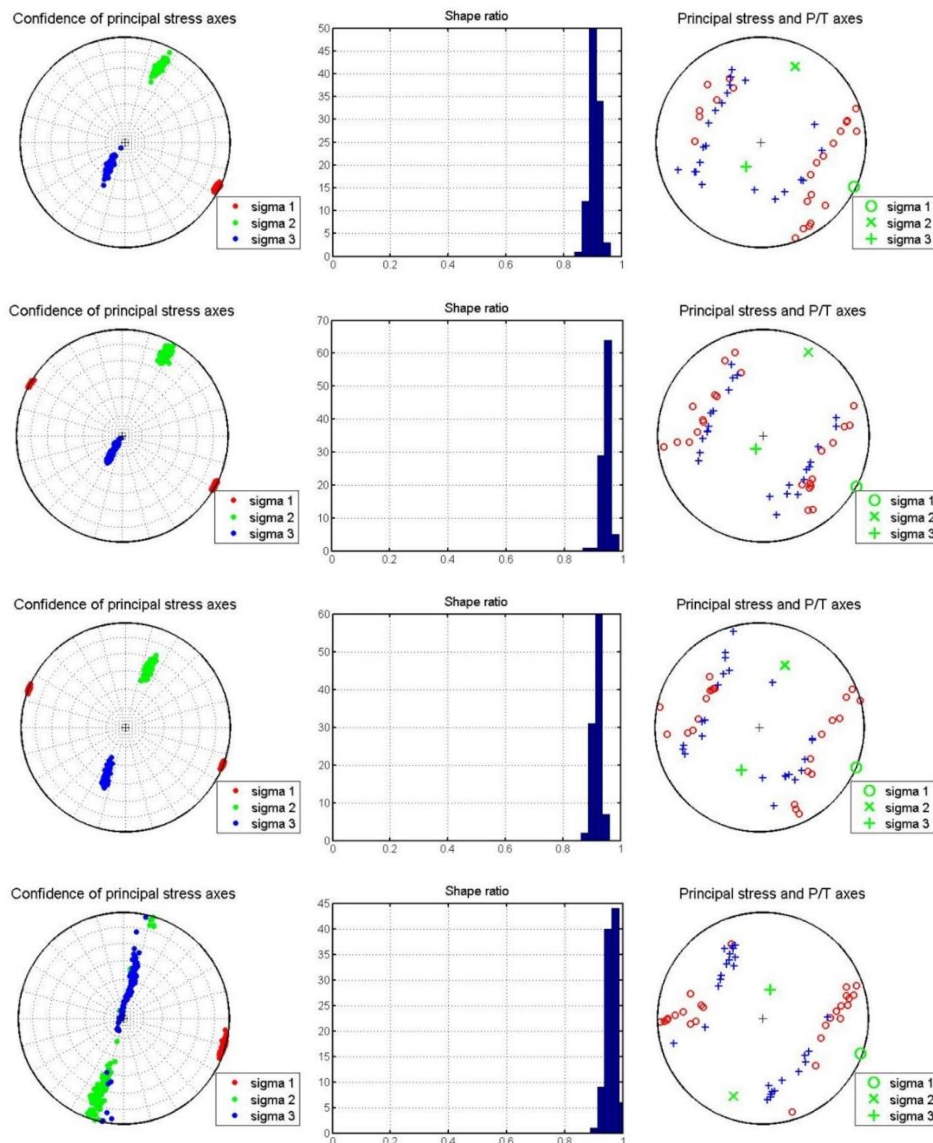 Confidence of principal stress axes
Shape ratio
Principal stress and P/T axes
50
45
40
35
30
25
20
15
10
5
0
0 0.2 0.4 0.6 0.8 1
sigma 1
sigma 2
sigma 3
sigma 1
sigma 2
sigma 3
Confidence of principal stress axes
Shape ratio
Principal stress and P/T axes
70
60
50
40
30
20
10
0
0 0.2 0.4 0.6 0.8 1
sigma 1
sigma 2
sigma 3
sigma 1
sigma 2
sigma 3
Confidence of principal stress axes
Shape ratio
Principal stress and P/T axes
60
50
40
30
20
10
0
0 0.2 0.4 0.6 0.8 1
sigma 1
sigma 2
sigma 3
sigma 1
sigma 2
sigma 3
Confidence of principal stress axes
Shape ratio
Principal stress and P/T axes
45
40
35
30
25
20
15
10
5
0
0 0.2 0.4 0.6 0.8 1
sigma 1
sigma 2
sigma 3
sigma 1
sigma 2
sigma 3